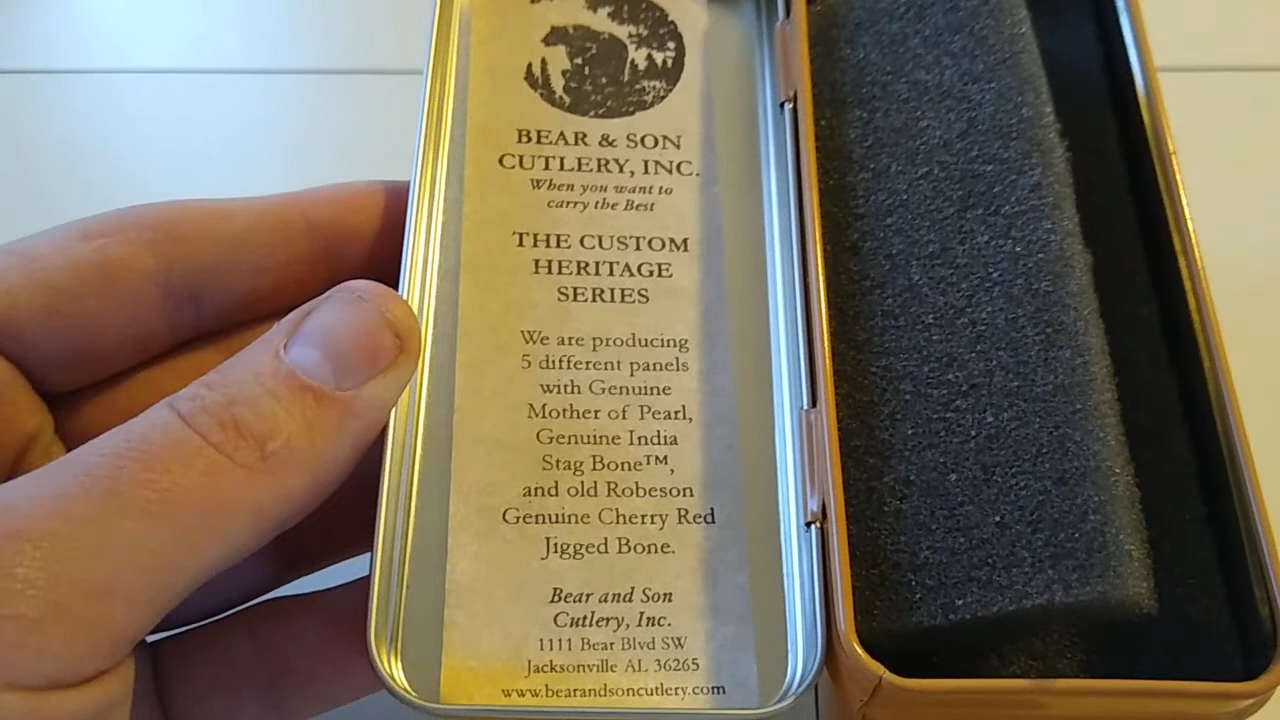 BEAR & SON
CUTLERY, INC.
When you want to
carry the Best
THE CUSTOM
HERITAGE
SERIES
We are producing
5 different panels
with Genuine
Mother of Pearl,
Genuine India
Stag Bone™,
and old Robeson
Genuine Cherry Red
Jigged Bone.
Bear and Son
Cutlery, Inc.
1111 Bear Blvd SW
Jacksonville AL 36265
www.bearandsoncutlery.com